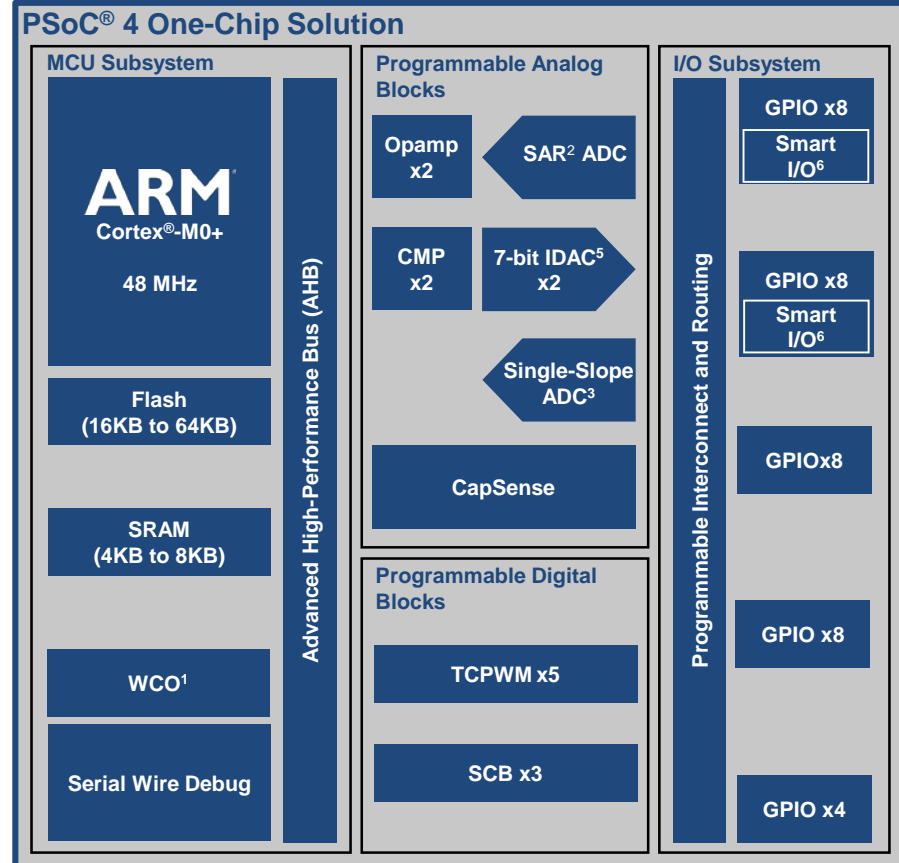 PSoC® 4 One-Chip Solution
MCU Subsystem
ARM
Cortex®-M0+
48 MHz
Flash
(16KB to 64KB)
SRAM
(4KB to 8KB)
WCO¹
Serial Wire Debug
Advanced High-Performance Bus (AHB)
Programmable Analog
Blocks
Opamp
x2
SAR² ADC
CMP
x2
7-bit IDAC⁵
x2
Single-Slope
ADC³
CapSense
Programmable Digital
Blocks
TCPWM x5
SCB x3
I/O Subsystem
Programmable Interconnect and Routing
GPIO x8
Smart
I/O⁶
GPIO x8
Smart
I/O⁶
GPIOx8
GPIO x8
GPIO x4